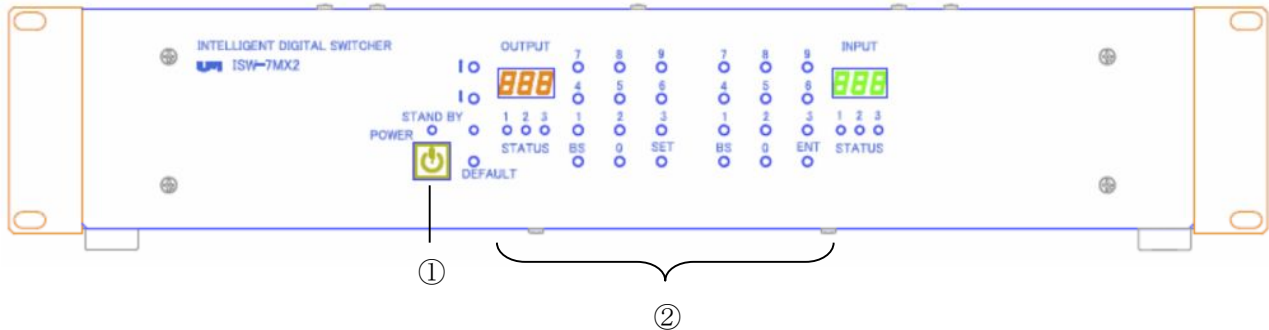 INTELLIGENT DIGITAL SWITCHER
ISW-7MX2
STAND BY
POWER
DEFAULT
OUTPUT
888
1 2 3
STATUS
7 8 9
4 5 6
1 2 3
BS 0 SET
7 8 9
4 5 6
1 2 3
BS 0 ENT
INPUT
888
1 2 3
STATUS
①
②